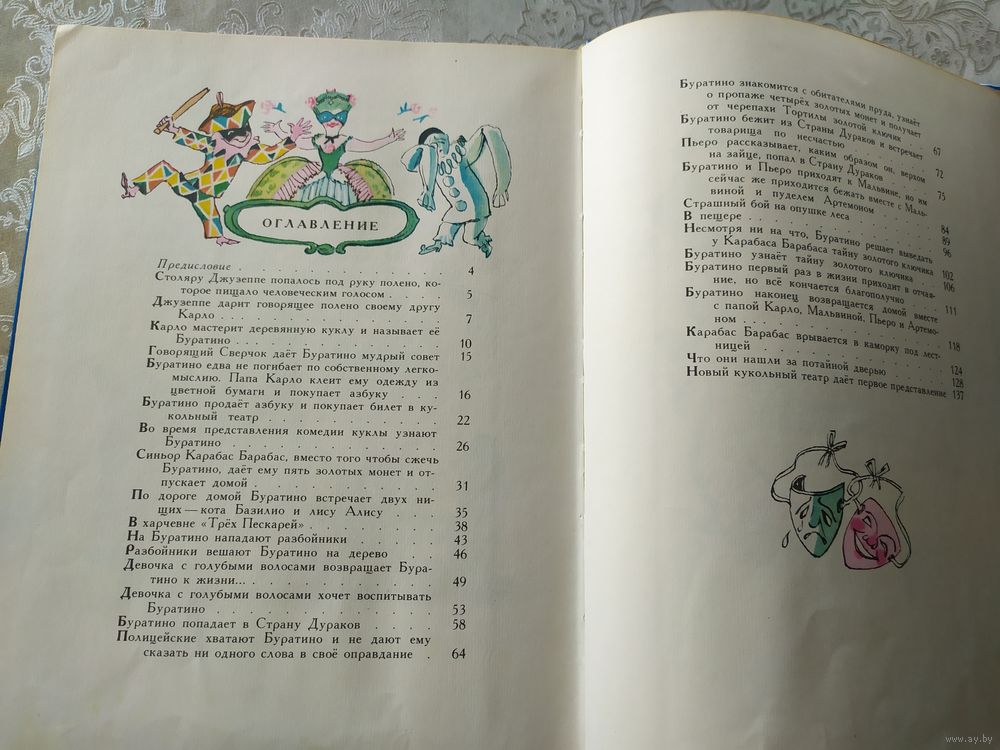 ОГЛАВЛЕНИЕ
Предисловие . . . . . . . . . . . . . 4
Столяру Джузеппе попалось под руку полено, ко-
торое пищало человеческим голосом . . . . 5
Джузеппе дарит говорящее полено своему другу
Карло . . . . . . . . . . . . . . 7
Карло мастерит деревянную куклу и называет её
Буратино . . . . . . . . . . . . . 10
Говорящий Сверчок даёт Буратино мудрый совет 15
Буратино едва не погибает по собственному легко-
мыслию. Папа Карло клеит ему одежду из
цветной бумаги и покупает азбуку . . . 16
Буратино продаёт азбуку и покупает билет в ку-
кольный театр . . . . . . . . . . . 22
Во время представления комедии куклы узнают
Буратино . . . . . . . . . . . . . 26
Синьор Карабас Барабас, вместо того чтобы сжечь
Буратино, даёт ему пять золотых монет и от-
пускает домой . . . . . . . . . . . 31
По дороге домой Буратино встречает двух ни-
щих — кота Базилио и лису Алису . . . 35
В харчевне «Трёх Пескарей» . . . . . . . 38
На Буратино нападают разбойники . . . . 43
Разбойники вешают Буратино на дерево . . 46
Девочка с голубыми волосами возвращает Бура-
тино к жизни... . . . . . . . . . . . 49
Девочка с голубыми волосами хочет воспитывать
Буратино . . . . . . . . . . . . . 53
Буратино попадает в Страну Дураков . . . . 58
Полицейские хватают Буратино и не дают ему
сказать ни одного слова в своё оправдание . 64
Буратино знакомится с обитателями пруда, узнаёт
о пропаже четырёх золотых монет и получает
от черепахи Тортилы золотой ключик . . 67
Буратино бежит из Страны Дураков и встречает
товарища по несчастью . . . . . . . 72
Пьеро рассказывает, каким образом он, верхом
на зайце, попал в Страну Дураков . . . 75
Буратино и Пьеро приходят к Мальвине, но им
сейчас же приходится бежать вместе с Маль-
виной и пуделем Артемоном . . . . . 84
Страшный бой на опушке леса . . . . . . 89
В пещере . . . . . . . . . . . . . 96
Несмотря ни на что, Буратино решает выведать
у Карабаса Барабаса тайну золотого ключика 102
Буратино узнаёт тайну золотого ключика . . 106
Буратино первый раз в жизни приходит в отчая-
ние, но всё кончается благополучно . . . 111
Буратино наконец возвращается домой вместе
с папой Карло, Мальвиной, Пьеро и Артемо-
ном . . . . . . . . . . . . . . 118
Карабас Барабас врывается в каморку под лест-
ницей . . . . . . . . . . . . . 124
Что они нашли за потайной дверью . . . . 128
Новый кукольный театр даёт первое представление 137
www.ay.by